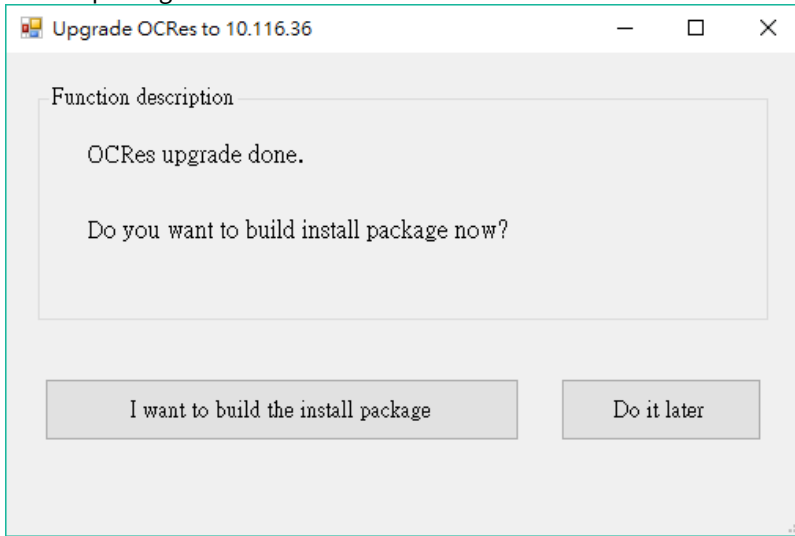 Upgrade OCRes to 10.116.36
Function description
OCRes upgrade done.
Do you want to build install package now?
I want to build the install package
Do it later